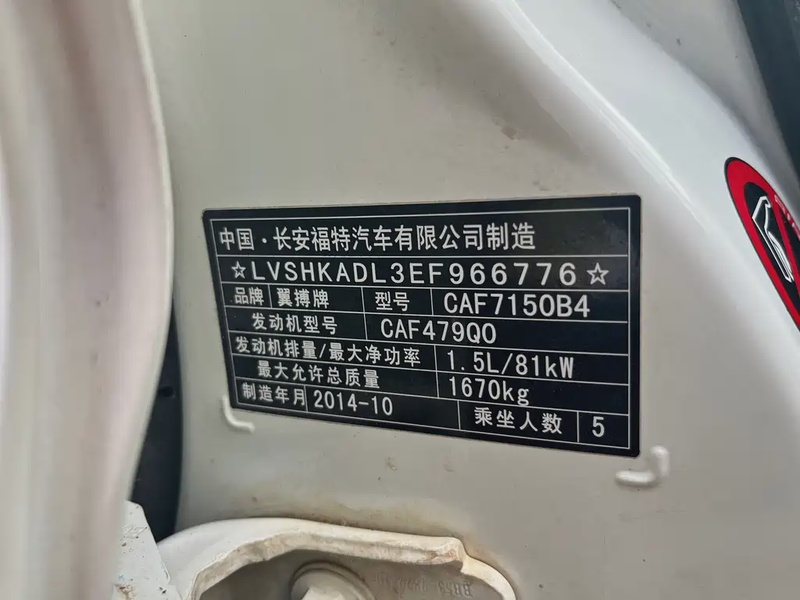 中国·长安福特汽车有限公司制造
☆LVSHKADL3EF966776☆
品牌 翼搏牌 型号 CAF7150B4
发动机型号 CAF479Q0
发动机排量/最大净功率 1.5L/81kW
最大允许总质量 1670kg
制造年月 2014-10 乘坐人数 5